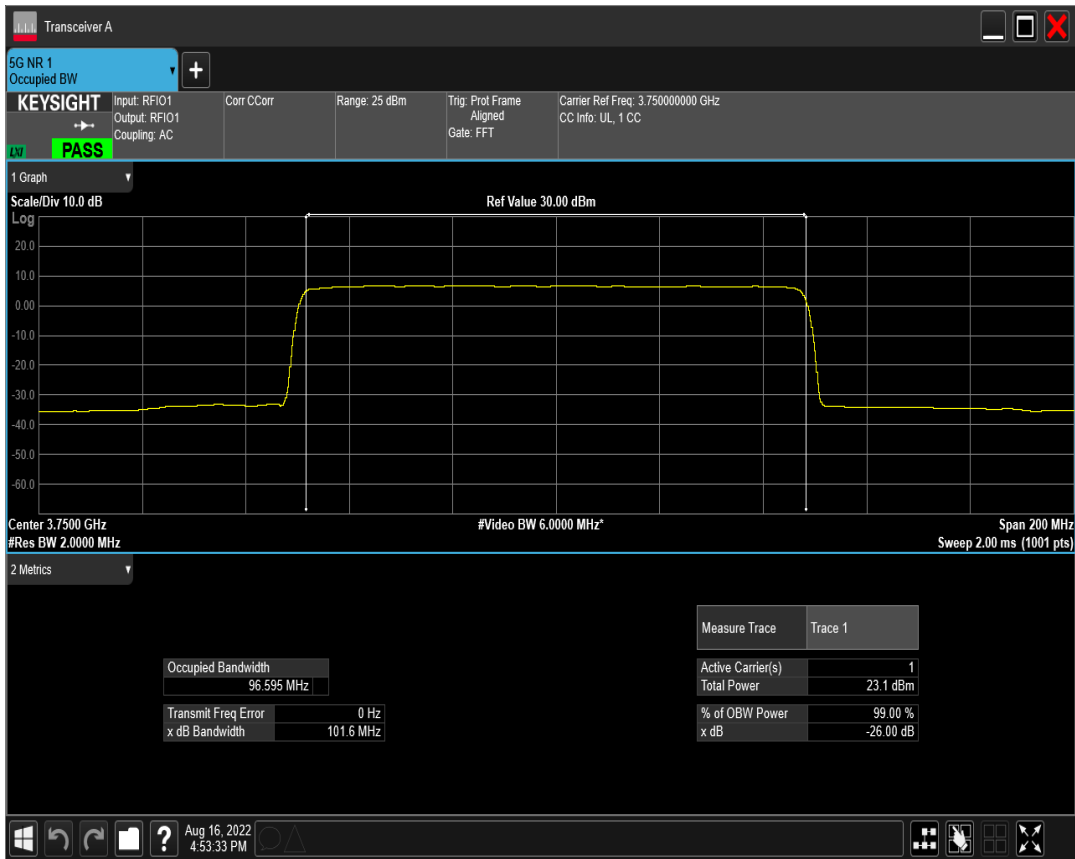 Transceiver A
5G NR 1
Occupied BW
+
KEYSIGHT
LXI
PASS
Input: RFIO1
Output: RFIO1
Coupling: AC
Corr CCorr
Range: 25 dBm
Trig: Prot Frame
Aligned
Gate: FFT
Carrier Ref Freq: 3.750000000 GHz
CC Info: UL, 1 CC
1 Graph
Scale/Div 10.0 dB
Ref Value 30.00 dBm
Log
20.0
10.0
0.00
-10.0
-20.0
-30.0
-40.0
-50.0
-60.0
Center 3.7500 GHz
#Video BW 6.0000 MHz*
Span 200 MHz
#Res BW 2.0000 MHz
Sweep 2.00 ms (1001 pts)
2 Metrics
Measure Trace Trace 1
Occupied Bandwidth
96.595 MHz
Active Carrier(s) 1
Total Power 23.1 dBm
Transmit Freq Error 0 Hz
x dB Bandwidth 101.6 MHz
% of OBW Power 99.00 %
x dB -26.00 dB
?
Aug 16, 2022
4:53:33 PM